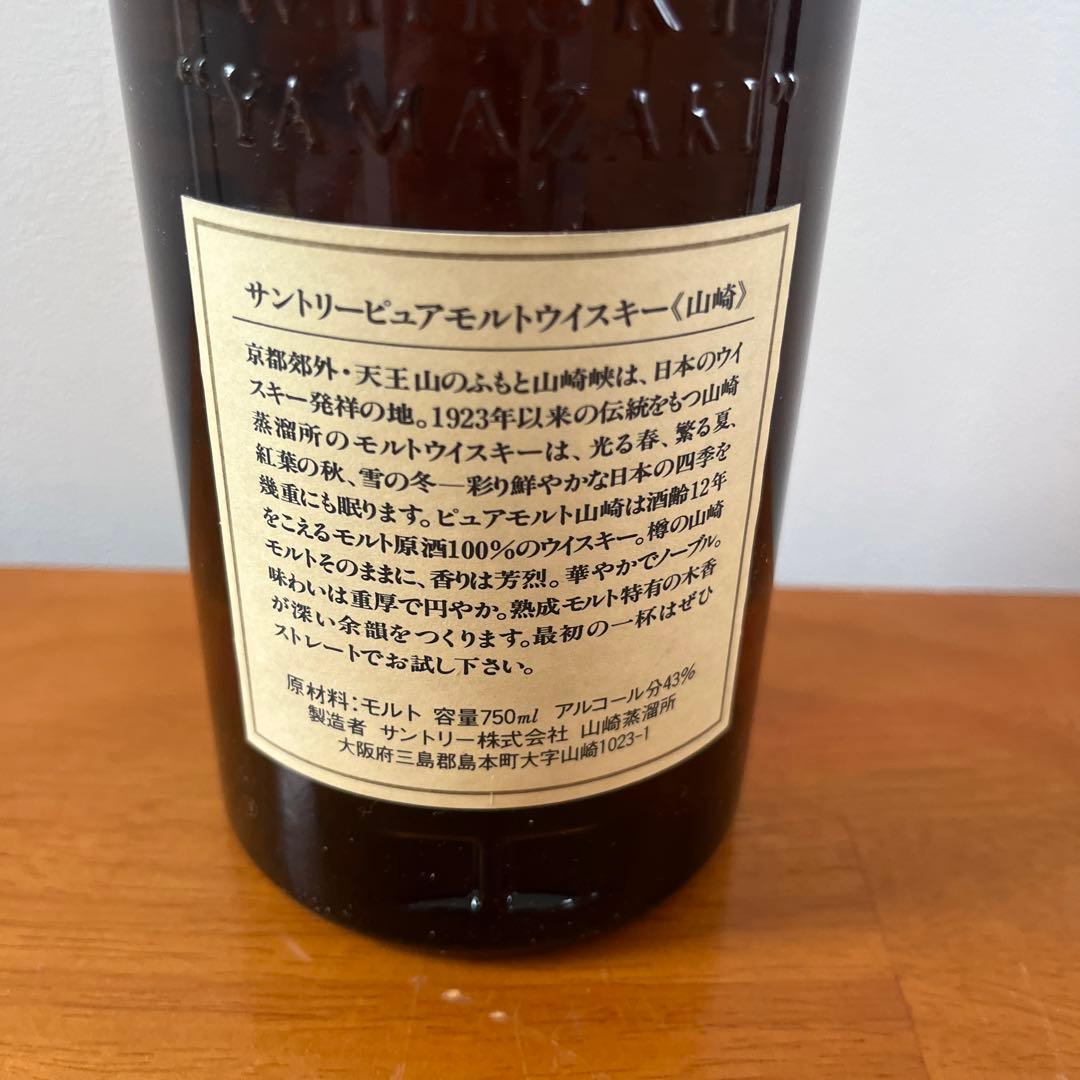 WHISKY
"YAMAZAKI"
サントリーピュアモルトウイスキー《山崎》
京都郊外・天王山のふもと山崎峡は、日本のウイ
スキー発祥の地。1923年以来の伝統をもつ山崎
蒸溜所のモルトウイスキーは、光る春、繁る夏、
紅葉の秋、雪の冬―彩り鮮やかな日本の四季を
幾重にも眠ります。ピュアモルト山崎は酒齢12年
をこえるモルト原酒100%のウイスキー。樽の山崎
モルトそのままに、香りは芳烈。華やかでノーブル。
味わいは重厚で円やか。熟成モルト特有の木香
が深い余韻をつくります。最初の一杯はぜひ
ストレートでお試し下さい。
原材料:モルト 容量750ml アルコール分43%
製造者 サントリー株式会社 山崎蒸溜所
大阪府三島郡島本町大字山崎1023-1